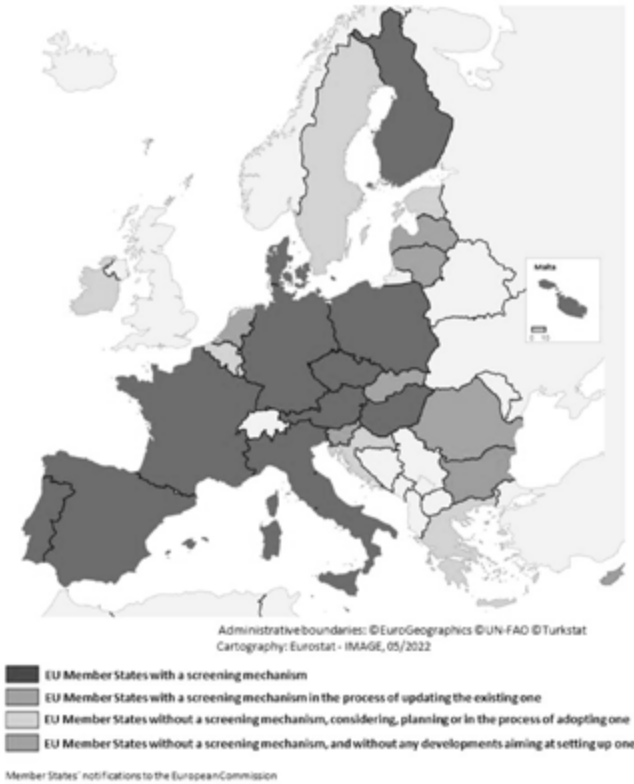 Malta
0 10
Administrative boundaries: ©EuroGeographics ©UN-FAO ©Turkstat
Cartography: Eurostat - IMAGE, 05/2022
EU Member States with a screening mechanism
EU Member States with a screening mechanism in the process of updating the existing one
EU Member States without a screening mechanism, considering, planning or in the process of adopting one
EU Member States without a screening mechanism, and without any developments aiming at setting up one
Member States' notifications to the European Commission